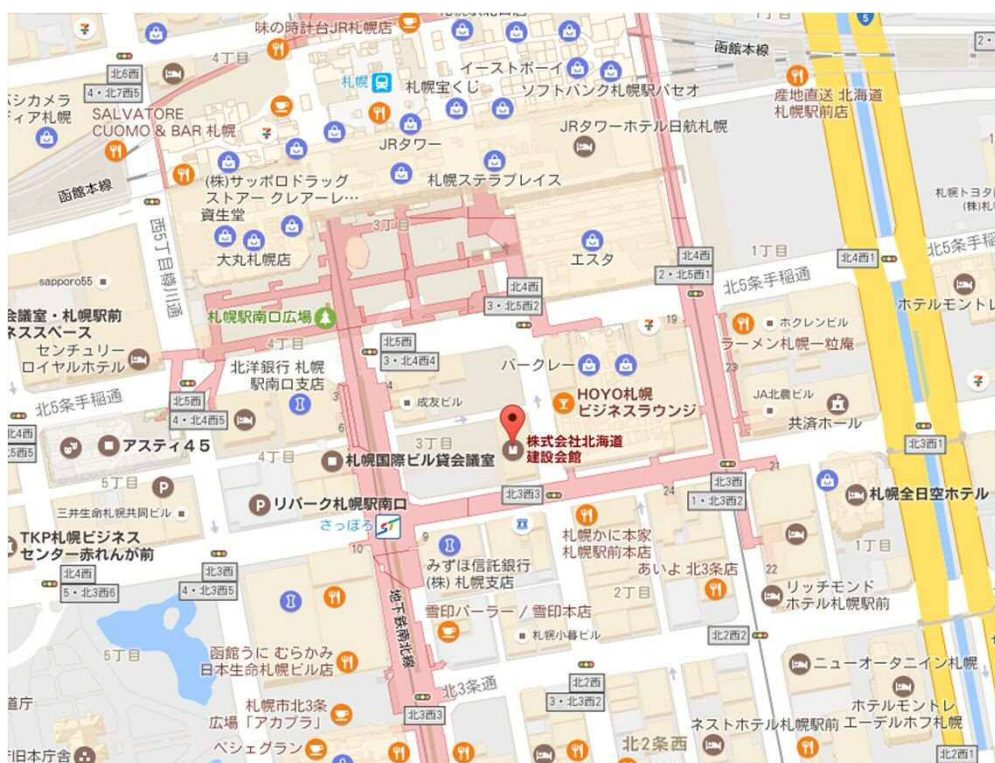 味の時計台JR札幌店
4丁目
北6西
4・北7西5
SALVATORE
CUOMO & BAR 札幌
札幌
札幌宝くじ
イーストボーイ
ソフトバンク札幌駅パセオ
函館本線
5
産地直送 北海道
札幌駅前店
JRタワー
JRタワーホテル日航札幌
函館本線
(株)サッポロドラッグ
ストアー クレアーレ…
札幌ステラプレイス
資生堂
大丸札幌店
3丁目
エスタ
西5丁目樽川通
北4西
2・北5西1
1丁目
北5条手稲通
北4西1
sapporo55
札幌駅南口広場
北4西
3・北5西2
ホテルモントレ
会議室・札幌駅前
ネススペース
センチュリー
ロイヤルホテル
4丁目
北洋銀行 札幌
駅南口支店
北5西
3・北4西4
19
ホクレンビル
ラーメン札幌一粒庵
パークレー
23
北5条手稲通
北5西
4・北4西5
3
4
成友ビル
HOYO札幌
ビジネスラウンジ
JA北農ビル
共済ホール
アスティ45
6
4丁目
3丁目
株式会社北海道
建設会館
札幌国際ビル貸会議室
北3西1
5丁目
リパーク札幌駅南口
北3西3
24
北3西
1・北3西2
21
札幌全日空ホテル
三井生命札幌共同ビル
さっぽろ
TKP札幌ビジネス
センター赤れんが前
10
9
みずほ信託銀行
(株) 札幌支店
札幌かに本家
札幌駅前本店
あいよ 北3条店
1丁目
22
北4西
5・北3西6
北3西
4・北3西5
地下鉄南北線
雪印パーラー / 雪印本店
2丁目
リッチモンド
ホテル札幌駅前
札幌小暮ビル
北2西2
5丁目
函館うに むらかみ
日本生命札幌ビル店
北3条通
ニューオータニイン札幌
札幌市北3条
広場「アカプラ」
北3西3
北2西
3・北3西2
ホテルモントレ
エーデルホフ札幌
ネストホテル札幌駅前
ベシェグラン
北2条西
北2西1
旧本庁舎